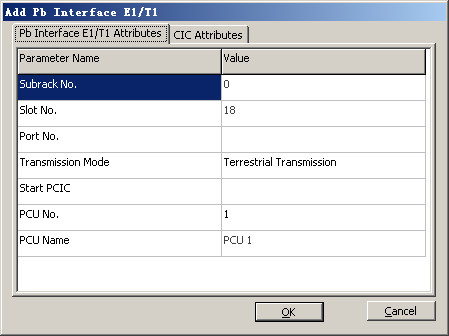 Add Pb Interface E1/T1
Pb Interface E1/T1 Attributes CIC Attributes
Parameter Name Value
Subrack No. 0
Slot No. 18
Port No.
Transmission Mode Terrestrial Transmission
Start PCIC
PCU No. 1
PCU Name PCU 1
OK Cancel